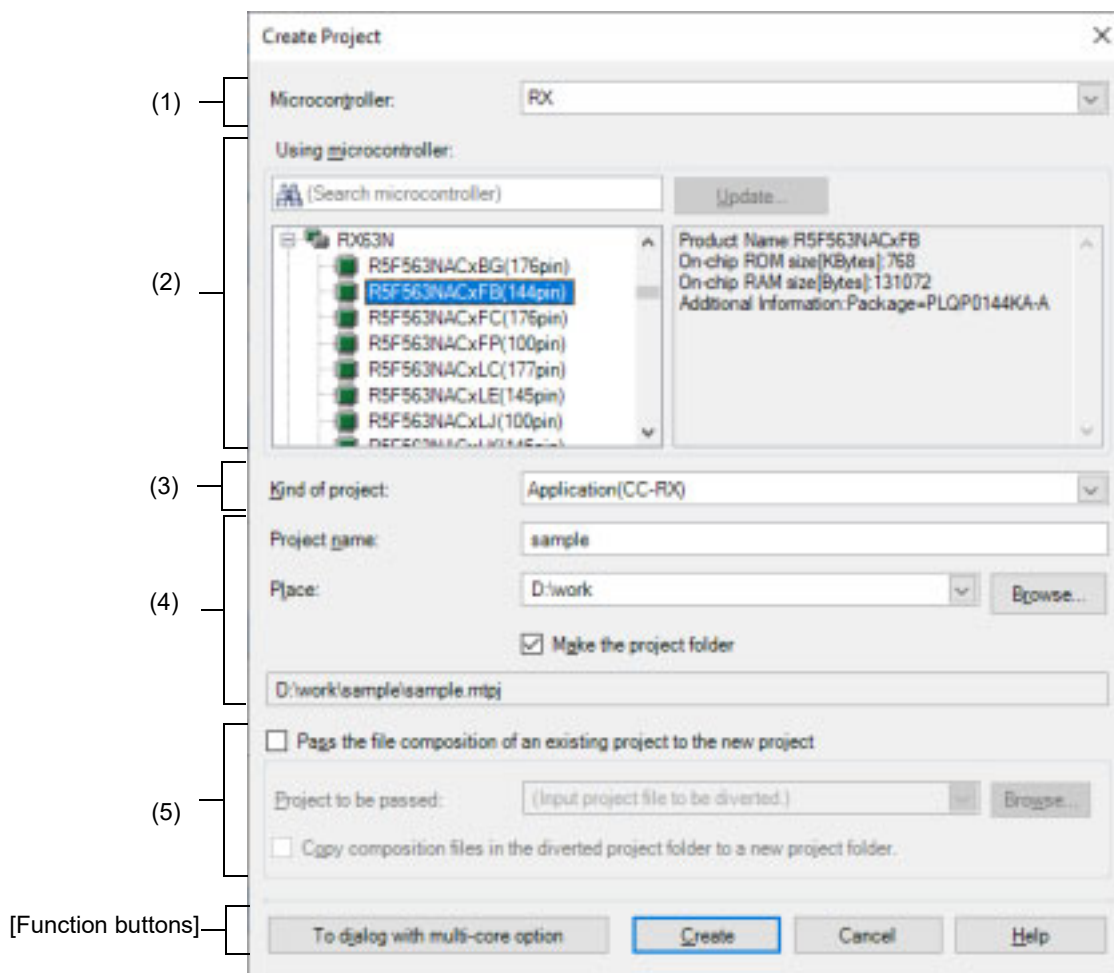 Create Project
(1)
Microcontroller:
RX
Using microcontroller:
(Search microcontroller)
Update...
(2)
RX63N
R5F563NACxBG(176pin)
R5F563NACxFB(144pin)
R5F563NACxFC(176pin)
R5F563NACxFP(100pin)
R5F563NACxLC(177pin)
R5F563NACxLE(145pin)
R5F563NACxLJ(100pin)
Product Name:R5F563NACxFB
On-chip ROM size[KBytes]:768
On-chip RAM size[Bytes]:131072
Additional Information:Package=PLQP0144KA-A
(3)
Kind of project:
Application(CC-RX)
Project name:
sample
(4)
Place:
D:\work
Browse...
Make the project folder
D:\work\sample\sample.mtpj
Pass the file composition of an existing project to the new project
(5)
Project to be passed:
(Input project file to be diverted.)
Browse...
Copy composition files in the diverted project folder to a new project folder.
[Function buttons]
To dialog with multi-core option
Create
Cancel
Help